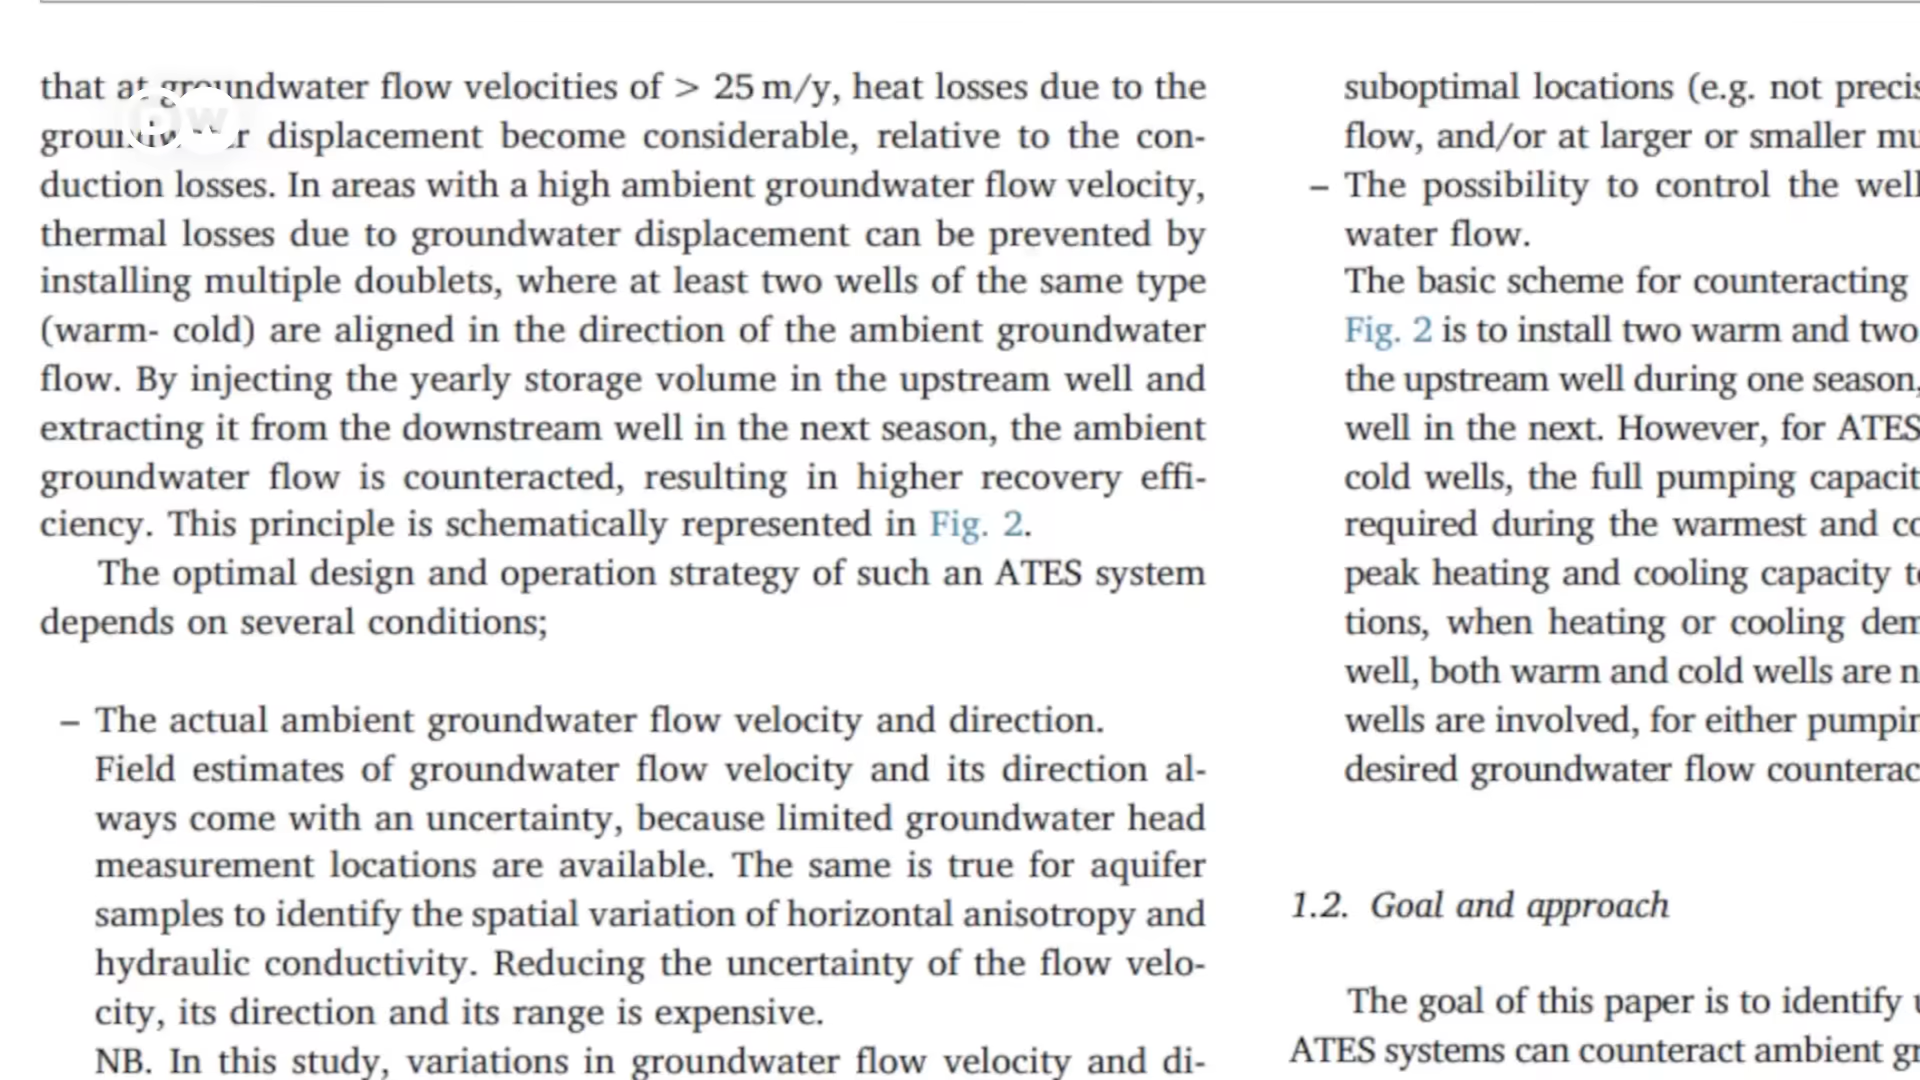 that at groundwater flow velocities of > 25 m/y, heat losses due to the
groundwater displacement become considerable, relative to the con-
duction losses. In areas with a high ambient groundwater flow velocity,
thermal losses due to groundwater displacement can be prevented by
installing multiple doublets, where at least two wells of the same type
(warm- cold) are aligned in the direction of the ambient groundwater
flow. By injecting the yearly storage volume in the upstream well and
extracting it from the downstream well in the next season, the ambient
groundwater flow is counteracted, resulting in higher recovery effi-
ciency. This principle is schematically represented in Fig. 2.
The optimal design and operation strategy of such an ATES system
depends on several conditions;
– The actual ambient groundwater flow velocity and direction.
Field estimates of groundwater flow velocity and its direction al-
ways come with an uncertainty, because limited groundwater head
measurement locations are available. The same is true for aquifer
samples to identify the spatial variation of horizontal anisotropy and
hydraulic conductivity. Reducing the uncertainty of the flow velo-
city, its direction and its range is expensive.
NB. In this study, variations in groundwater flow velocity and di-
suboptimal locations (e.g. not precis
flow, and/or at larger or smaller mu
– The possibility to control the well
water flow.
The basic scheme for counteracting
Fig. 2 is to install two warm and two
the upstream well during one season,
well in the next. However, for ATES
cold wells, the full pumping capacit
required during the warmest and co
peak heating and cooling capacity t
tions, when heating or cooling dem
well, both warm and cold wells are n
wells are involved, for either pumpin
desired groundwater flow counterac
1.2. Goal and approach
The goal of this paper is to identify u
ATES systems can counteract ambient gr
DW